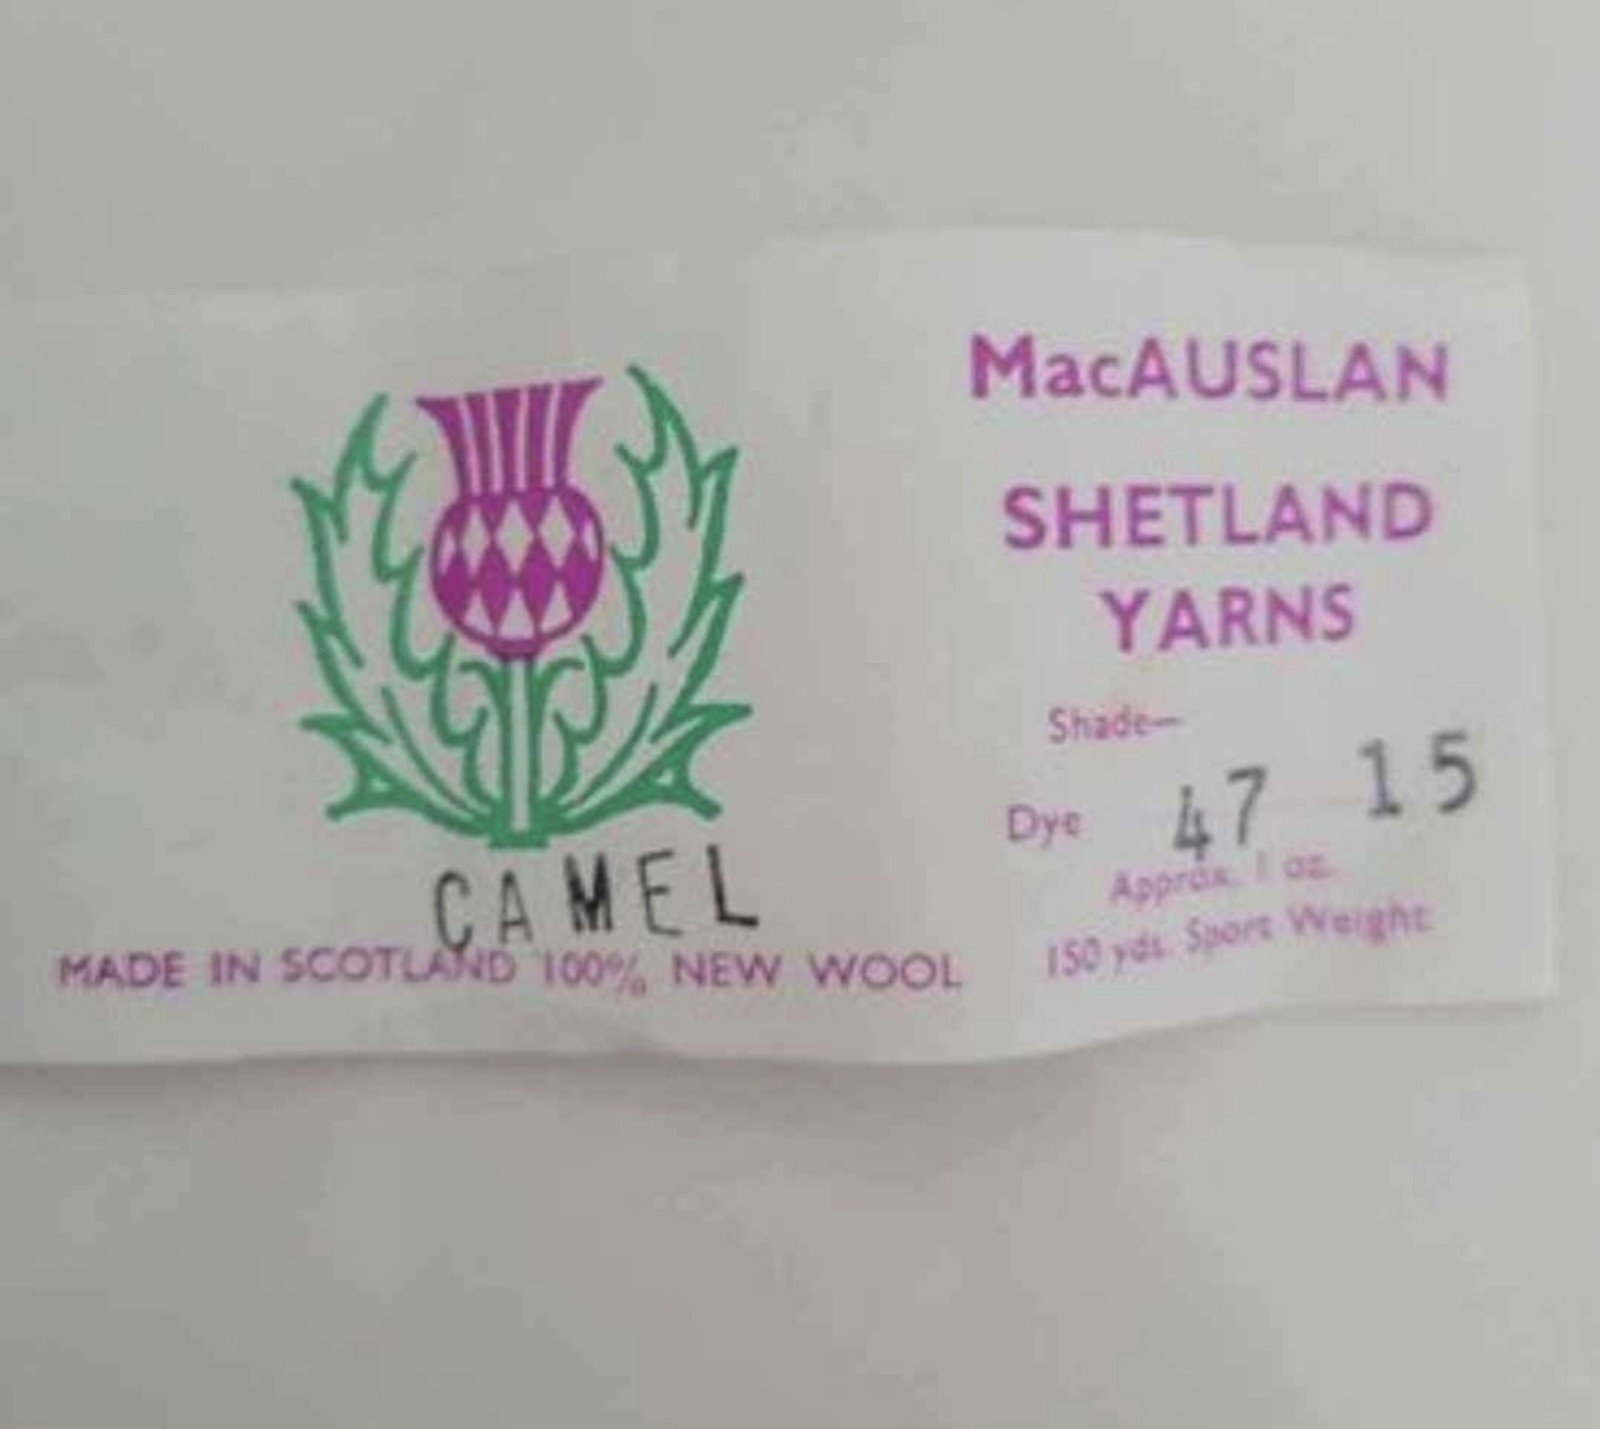 CAMEL
MADE IN SCOTLAND 100% NEW WOOL
MacAUSLAN
SHETLAND
YARNS
Shade—
Dye 47 15
Approx. 1 oz.
150 yds. Sport Weight